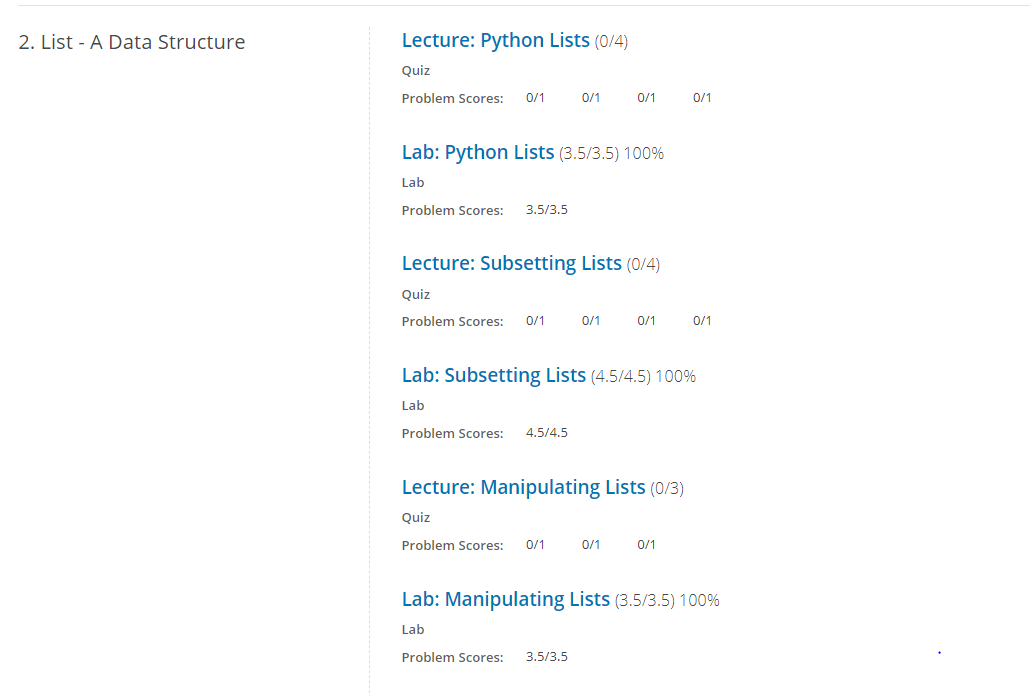 2. List - A Data Structure
Lecture: Python Lists (0/4)
Quiz
Problem Scores: 0/1 0/1 0/1 0/1
Lab: Python Lists (3.5/3.5) 100%
Lab
Problem Scores: 3.5/3.5
Lecture: Subsetting Lists (0/4)
Quiz
Problem Scores: 0/1 0/1 0/1 0/1
Lab: Subsetting Lists (4.5/4.5) 100%
Lab
Problem Scores: 4.5/4.5
Lecture: Manipulating Lists (0/3)
Quiz
Problem Scores: 0/1 0/1 0/1
Lab: Manipulating Lists (3.5/3.5) 100%
Lab
Problem Scores: 3.5/3.5